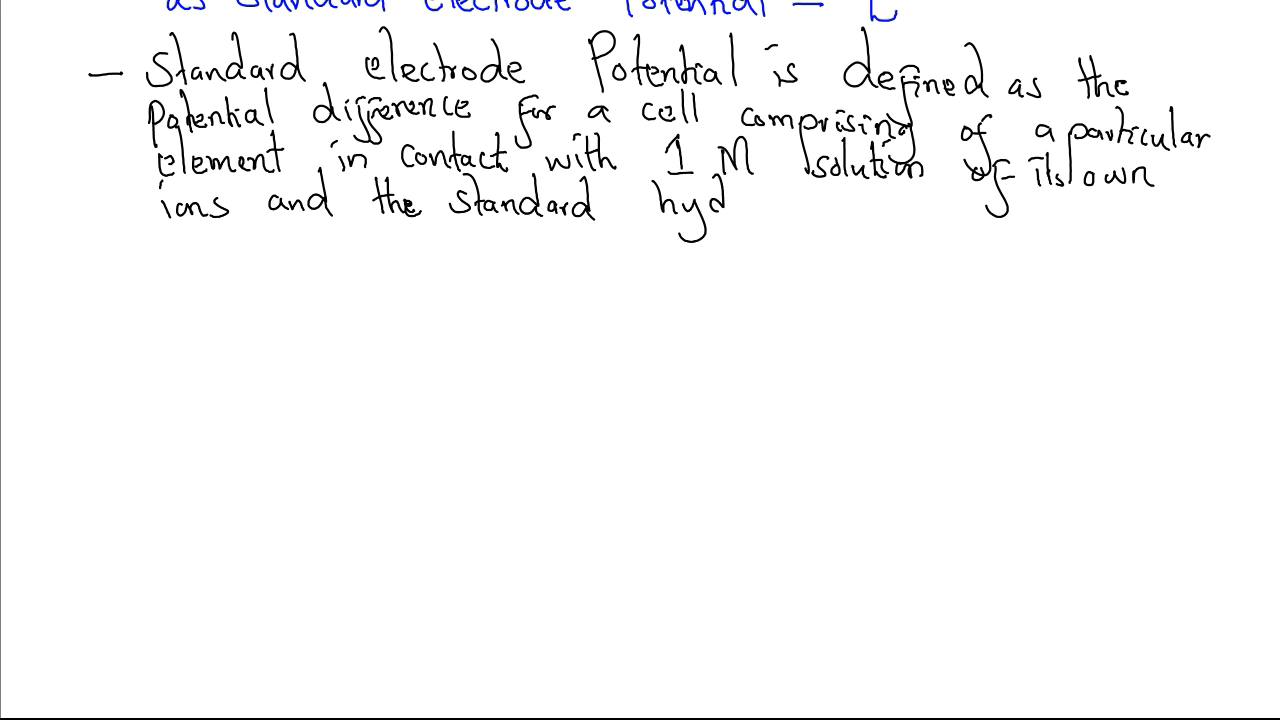 as standard electrode Potential - E
- Standard electrode Potential is defined as the
Potential difference for a cell comprising of a particular
element in contact with 1 M solution of its own
ions and the standard hyd